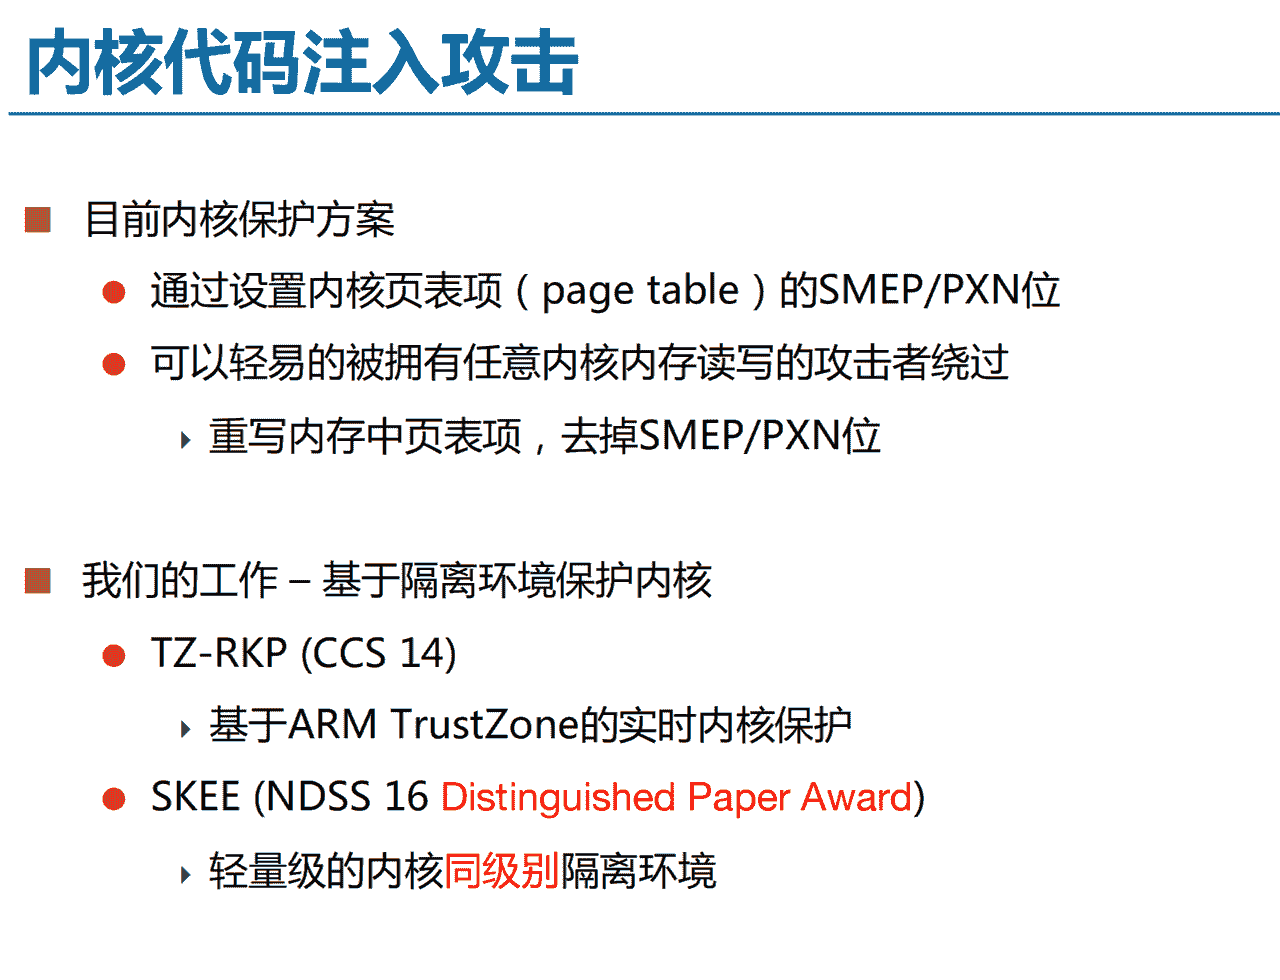 内核代码注入攻击
目前内核保护方案
通过设置内核页表项（page table）的SMEP/PXN位
可以轻易的被拥有任意内核内存读写的攻击者绕过
重写内存中页表项，去掉SMEP/PXN位
我们的工作 – 基于隔离环境保护内核
TZ-RKP (CCS 14)
基于ARM TrustZone的实时内核保护
SKEE (NDSS 16 Distinguished Paper Award)
轻量级的内核同级别隔离环境